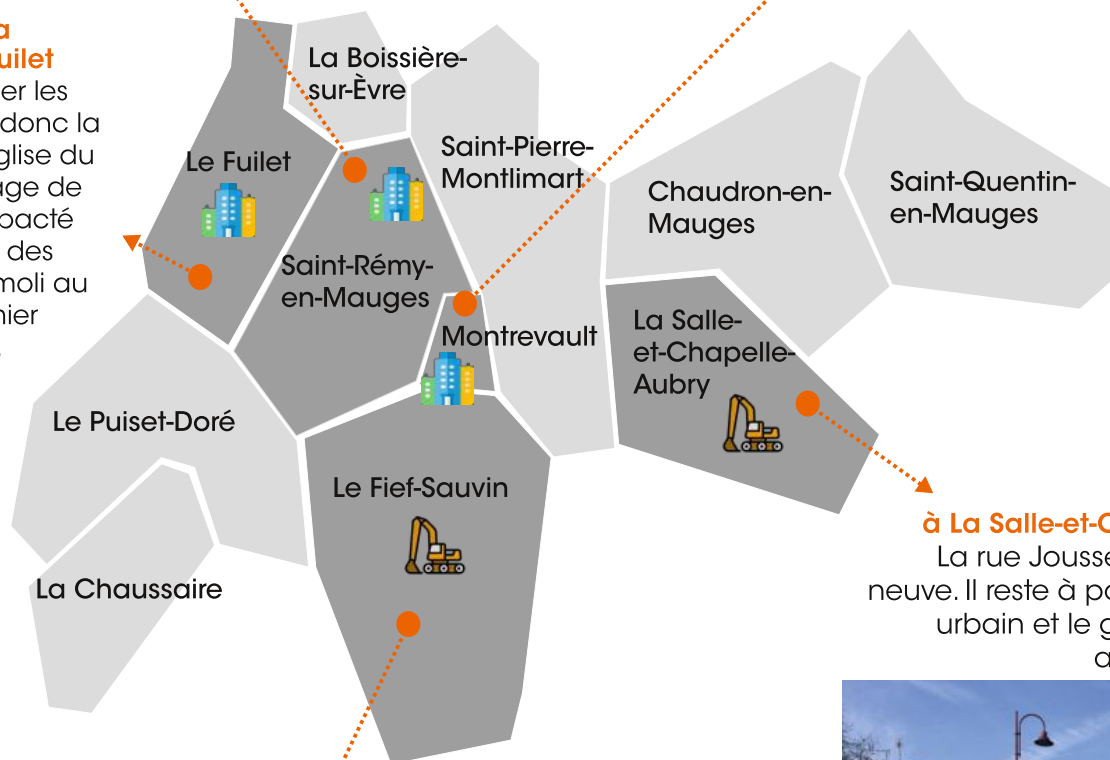 a
uilet
er les
donc la
glise du
age de
pacté
des
moli au
nier
La Boissière-
sur-Èvre
Le Fuilet
Saint-Pierre-
Montlimart
Chaudron-en-
Mauges
Saint-Quentin-
en-Mauges
Saint-Rémy-
en-Mauges
Montrevault
La Salle-
et-Chapelle-
Aubry
Le Puiset-Doré
Le Fief-Sauvin
La Chaussaire
à La Salle-et-C
La rue Jousse
neuve. Il reste à po
urbain et le g
a